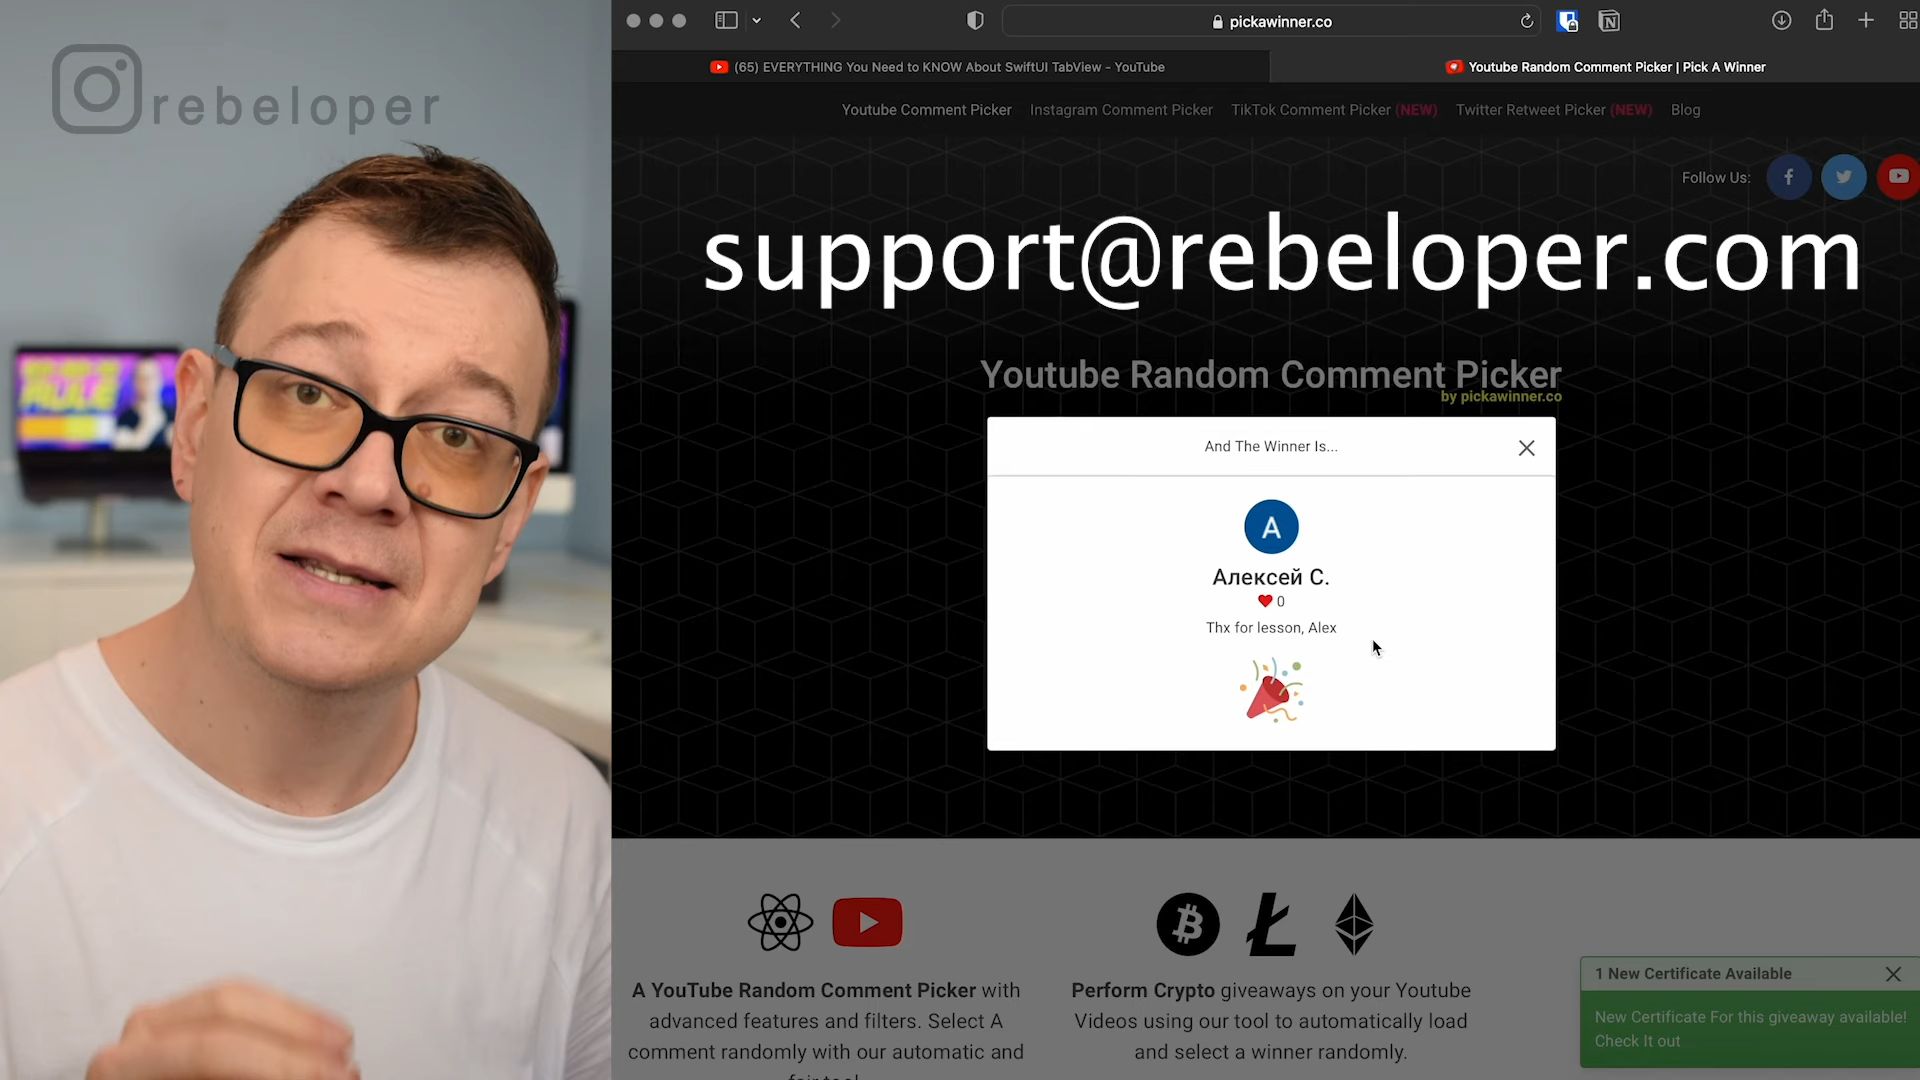 rebeloper
pickawinner.co
(65) EVERYTHING You Need to KNOW About SwiftUI TabView - YouTube
Youtube Random Comment Picker | Pick A Winner
Youtube Comment Picker
Instagram Comment Picker
TikTok Comment Picker (NEW)
Twitter Retweet Picker (NEW)
Blog
Follow Us:
support@rebeloper.com
Youtube Random Comment Picker
by pickawinner.co
And The Winner Is...
A
Алексей С.
0
Thx for lesson, Alex
A YouTube Random Comment Picker with
advanced features and filters. Select A
comment randomly with our automatic and
Perform Crypto giveaways on your Youtube
Videos using our tool to automatically load
and select a winner randomly.
1 New Certificate Available
New Certificate For this giveaway available!
Check It out